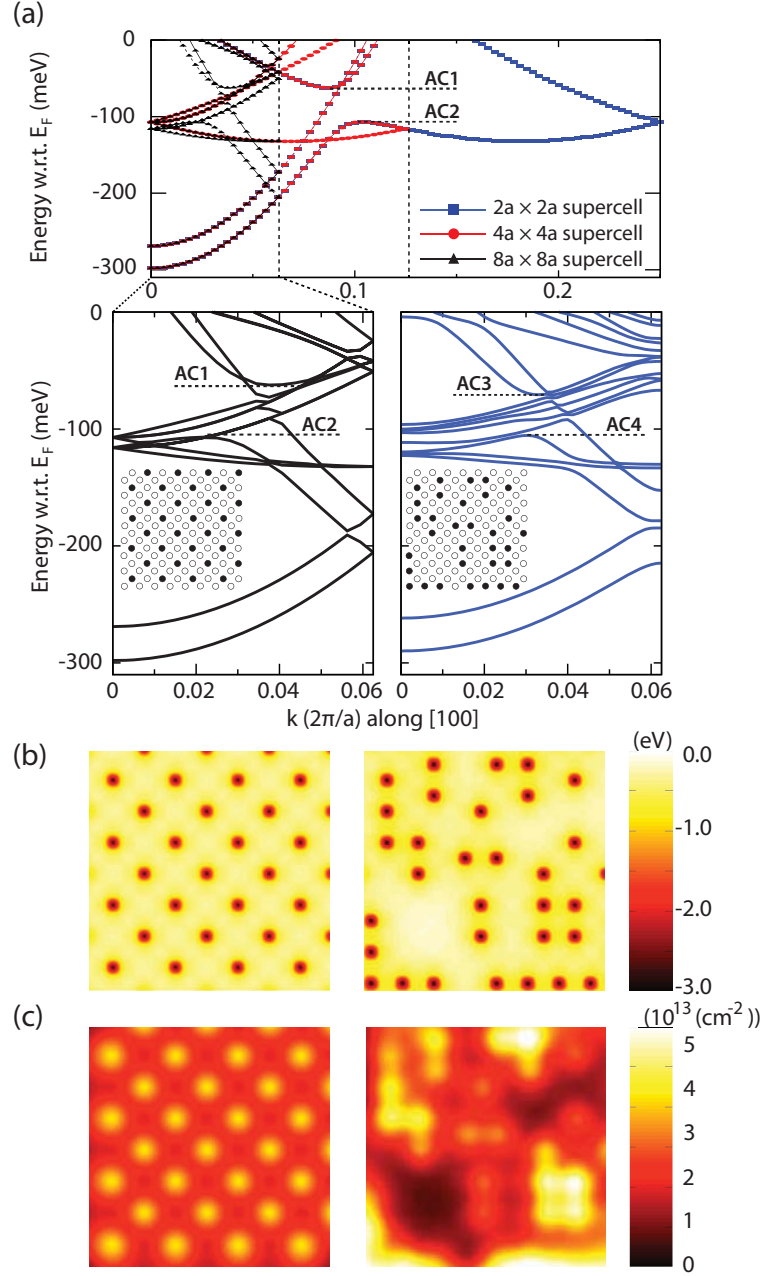 (a)
0
-100
-200
-300
Energy w.r.t. E_F (meV)
AC1
AC2
2a × 2a supercell
4a × 4a supercell
8a × 8a supercell
0 0.1 0.2
0
-100
-200
-300
Energy w.r.t. E_F (meV)
AC1
AC2
AC3
AC4
0 0.02 0.04 0.06
0 0.02 0.04 0.06
k (2π/a) along [100]
(b)
(eV)
0.0
-1.0
-2.0
-3.0
(c)
(10^13 (cm^-2))
5
4
3
2
1
0